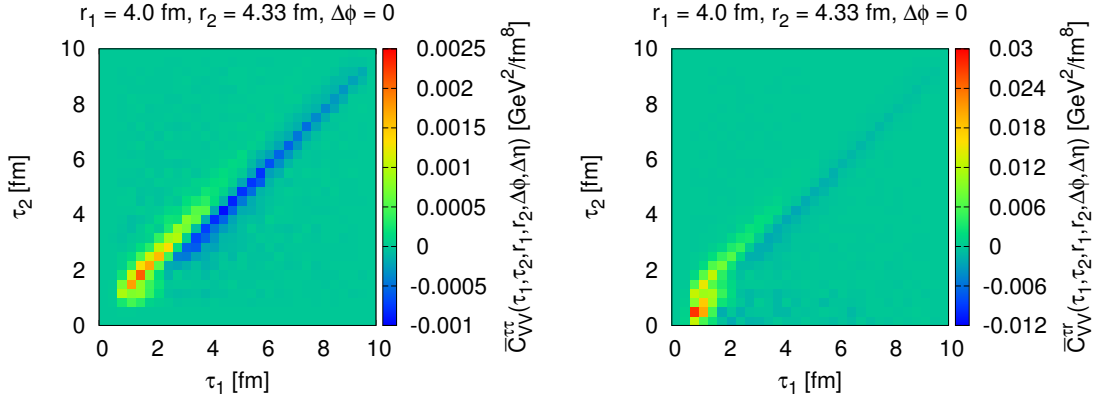 r₁ = 4.0 fm, r₂ = 4.33 fm, Δϕ = 0
10
8
6
4
2
0
τ₂ [fm]
0 2 4 6 8 10
τ₁ [fm]
0.0025
0.002
0.0015
0.001
0.0005
0
-0.0005
-0.001
C̅ᵗᵗ_VV(τ₁,τ₂,r₁,r₂,Δϕ,Δη) [GeV²/fm⁸]
r₁ = 4.0 fm, r₂ = 4.33 fm, Δϕ = 0
10
8
6
4
2
0
τ₂ [fm]
0 2 4 6 8 10
τ₁ [fm]
0.03
0.024
0.018
0.012
0.006
0
-0.006
-0.012
C̅^τr_VV(τ₁,τ₂,r₁,r₂,Δϕ,Δη) [GeV²/fm⁸]